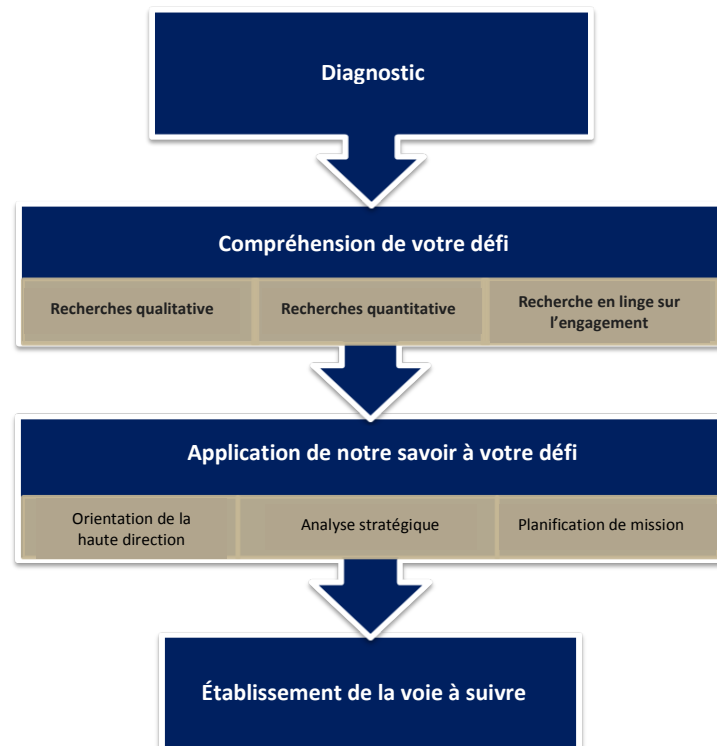 Diagnostic
Compréhension de votre défi
Recherches qualitative
Recherches quantitative
Recherche en linge sur
l'engagement
Application de notre savoir à votre défi
Orientation de la
haute direction
Analyse stratégique
Planification de mission
Établissement de la voie à suivre